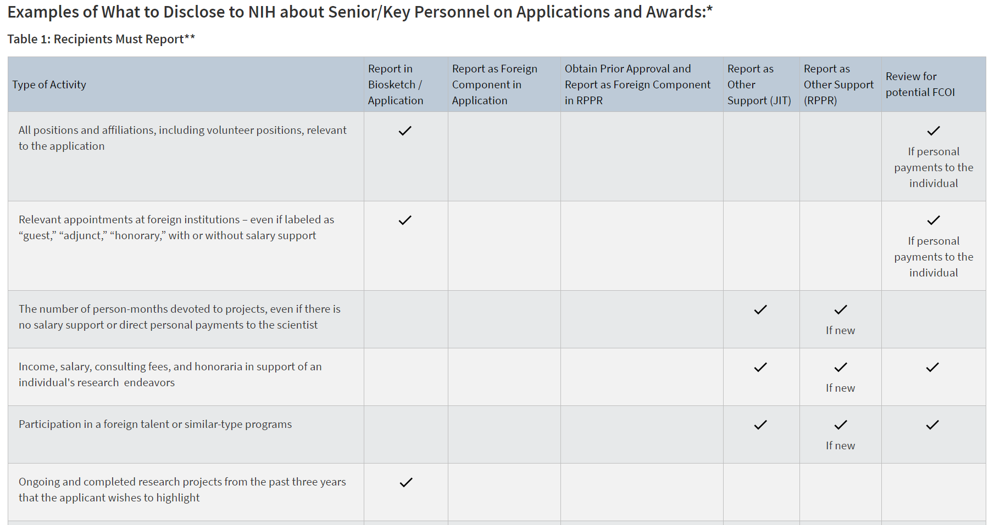 Examples of What to Disclose to NIH about Senior/Key Personnel on Applications and Awards:*
Table 1: Recipients Must Report**
Type of Activity
Report in
Biosketch /
Application
Report as Foreign
Component in
Application
Obtain Prior Approval and
Report as Foreign Component
in RPPR
Report as
Other
Support (JIT)
Report as
Other Support
(RPPR)
Review for
potential FCOI
All positions and affiliations, including volunteer positions, relevant
to the application
✓
✓
If personal
payments to the
individual
Relevant appointments at foreign institutions – even if labeled as
“guest,” “adjunct,” “honorary,” with or without salary support
✓
✓
If personal
payments to the
individual
The number of person-months devoted to projects, even if there is
no salary support or direct personal payments to the scientist
✓
✓
If new
Income, salary, consulting fees, and honoraria in support of an
individual's research  endeavors
✓
✓
If new
✓
Participation in a foreign talent or similar-type programs
✓
✓
If new
✓
Ongoing and completed research projects from the past three years
that the applicant wishes to highlight
✓